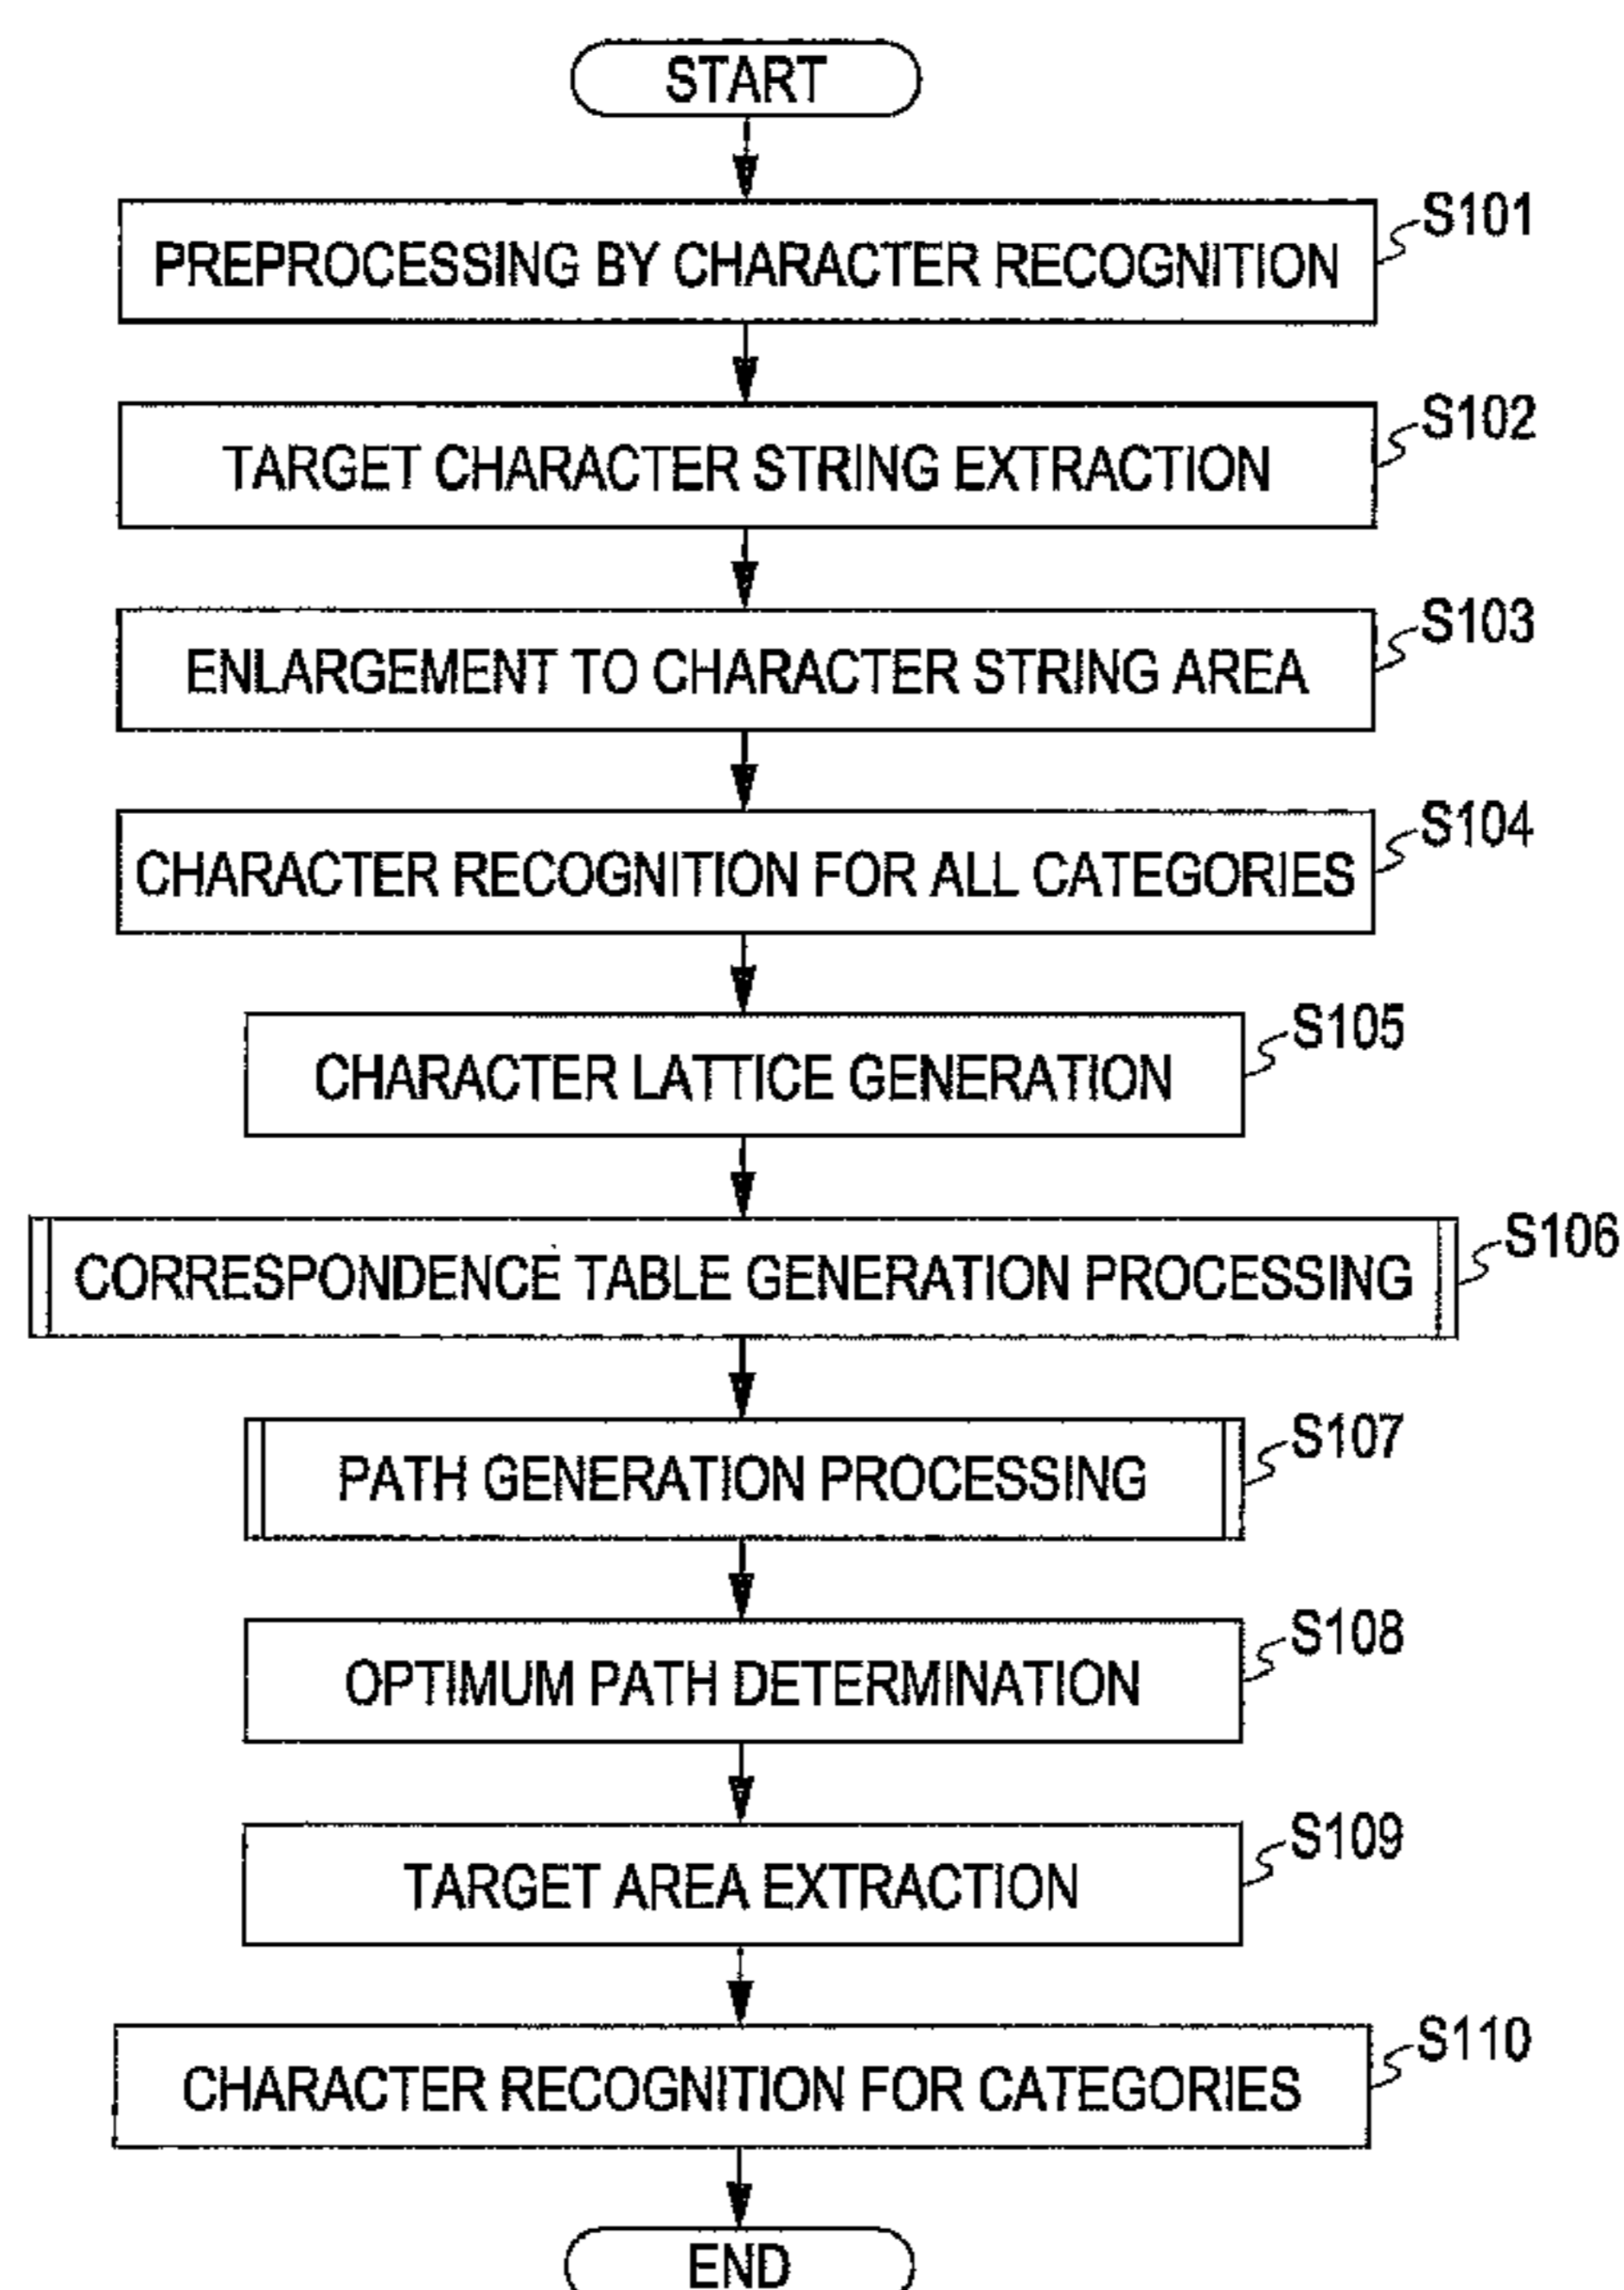 START
PREPROCESSING BY CHARACTER RECOGNITION
S101
TARGET CHARACTER STRING EXTRACTION
S102
ENLARGEMENT TO CHARACTER STRING AREA
S103
CHARACTER RECOGNITION FOR ALL CATEGORIES
S104
CHARACTER LATTICE GENERATION
S105
CORRESPONDENCE TABLE GENERATION PROCESSING
S106
PATH GENERATION PROCESSING
S107
OPTIMUM PATH DETERMINATION
S108
TARGET AREA EXTRACTION
S109
CHARACTER RECOGNITION FOR CATEGORIES
S110
END